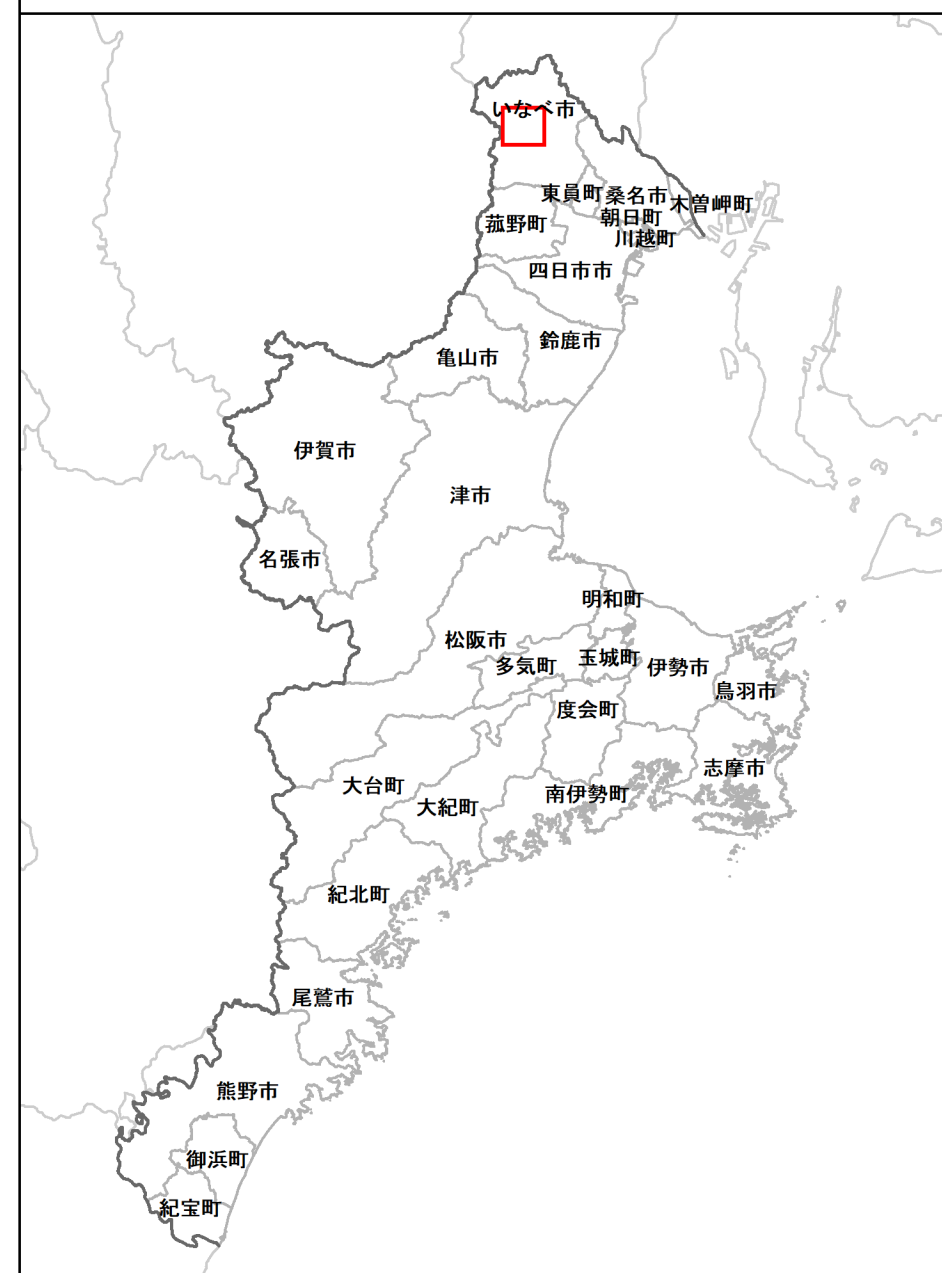 いなべ市
東員町
桑名市
木曽岬町
朝日町
菰野町
川越町
四日市市
鈴鹿市
亀山市
伊賀市
津市
名張市
明和町
松阪市
多気町
玉城町
伊勢市
鳥羽市
度会町
志摩市
大台町
大紀町
南伊勢町
紀北町
尾鷲市
熊野市
御浜町
紀宝町